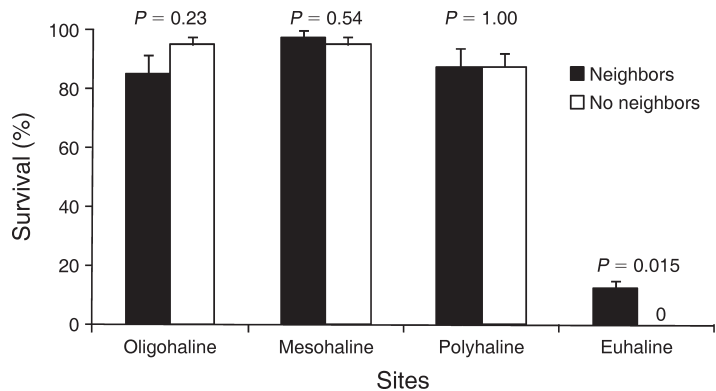 P = 0.23 P = 0.54 P = 1.00
100
80
60
40
20
0
Survival (%)
Neighbors
No neighbors
P = 0.015
0
Oligohaline Mesohaline Polyhaline Euhaline
Sites